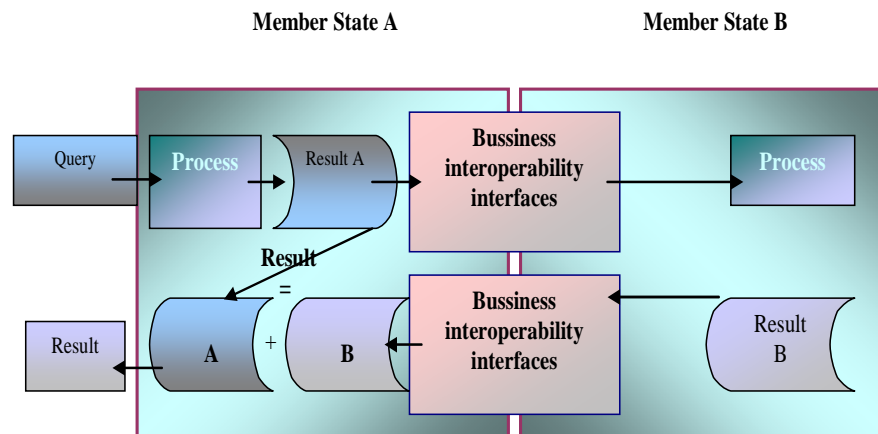 Member State A
Member State B
Query
Process
Result A
Bussiness
interoperability
interfaces
Process
Result
=
Result
A
+
B
Bussiness
interoperability
interfaces
Result
B